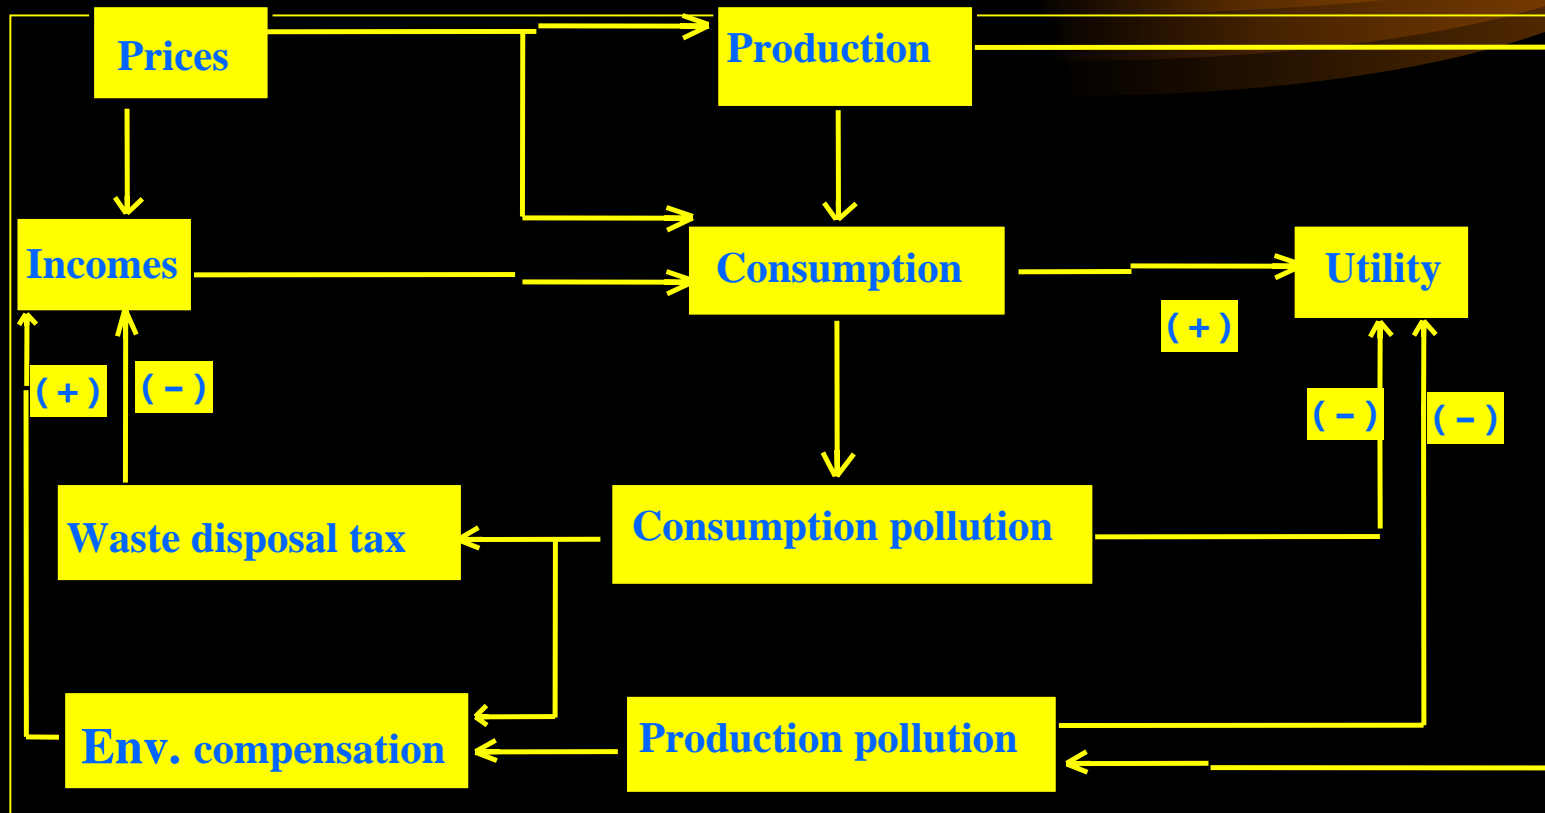 Prices
Production
Incomes
Consumption
Utility
(+)
(+)
(-)
(-)
(-)
Waste disposal tax
Consumption pollution
Env. compensation
Production pollution